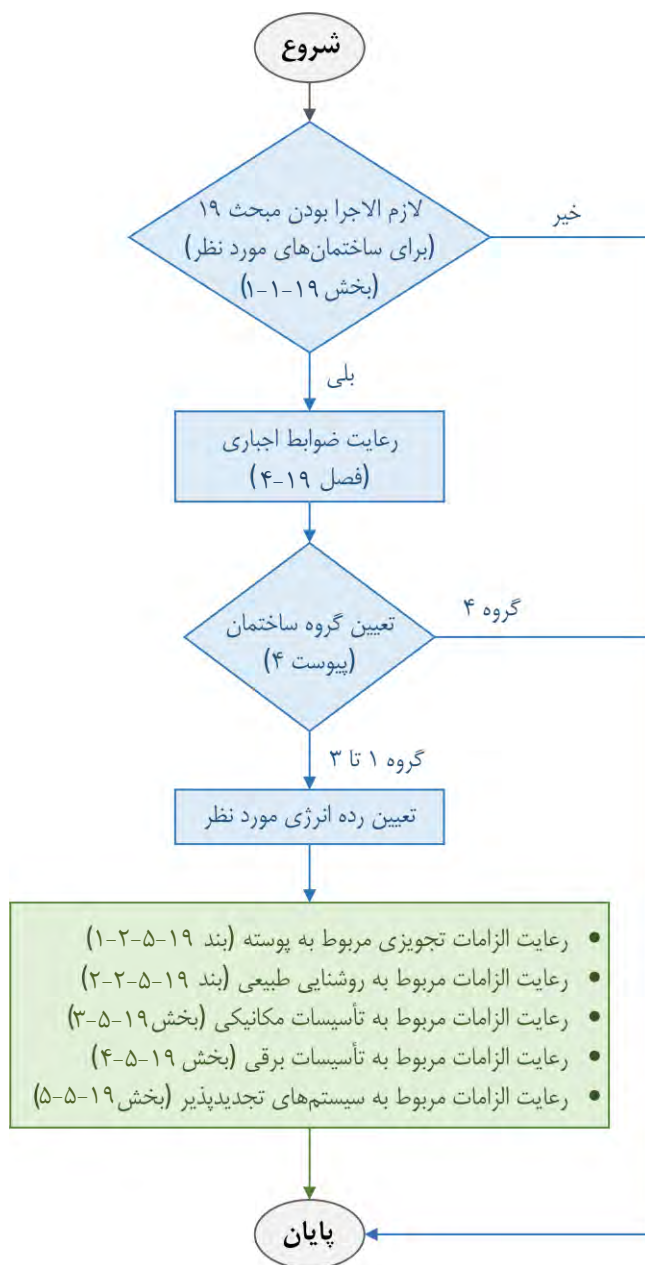 شروع
لازم الاجرا بودن مبحث ۱۹
(برای ساختمان‌های مورد نظر)
(بخش ۱۹-۱-۱)
خیر
بلی
رعایت ضوابط اجباری
(فصل ۱۹-۴)
تعیین گروه ساختمان
(پیوست ۴)
گروه ۴
گروه ۱ تا ۳
تعیین رده انرژی مورد نظر
• رعایت الزامات تجویزی مربوط به پوسته (بند ۱۹-۵-۲-۱)
• رعایت الزامات مربوط به روشنایی طبیعی (بند ۱۹-۵-۲-۲)
• رعایت الزامات مربوط به تأسیسات مکانیکی (بخش۱۹-۵-۳)
• رعایت الزامات مربوط به تأسیسات برقی (بخش ۱۹-۵-۴)
• رعایت الزامات مربوط به سیستم‌های تجدیدپذیر (بخش۱۹-۵-۵)
پایان